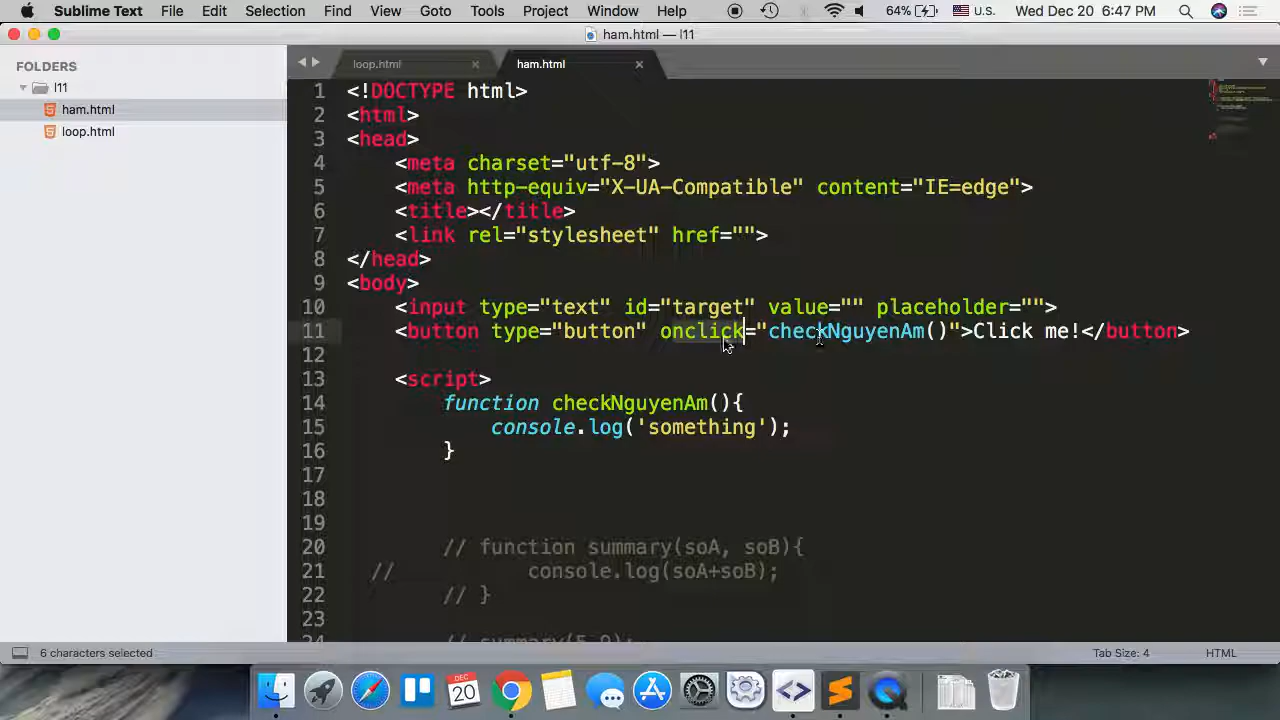 Sublime Text File Edit Selection Find View Goto Tools Project Window Help 64% U.S. Wed Dec 20 6:47 PM
ham.html — l11
FOLDERS
l11
ham.html
loop.html
loop.html × ham.html ×
1 <!DOCTYPE html>
2 <html>
3 <head>
4 <meta charset="utf-8">
5 <meta http-equiv="X-UA-Compatible" content="IE=edge">
6 <title></title>
7 <link rel="stylesheet" href="">
8 </head>
9 <body>
10 <input type="text" id="target" value="" placeholder="">
11 <button type="button" onclick="checkNguyenAm()">Click me!</button>
12
13 <script>
14 function checkNguyenAm(){
15 console.log('something');
16 }
17
18
19
20 // function summary(soA, soB){
21 // console.log(soA+soB);
22 // }
23
24 // summary(5,9);
6 characters selected Tab Size: 4 HTML
DEC
20